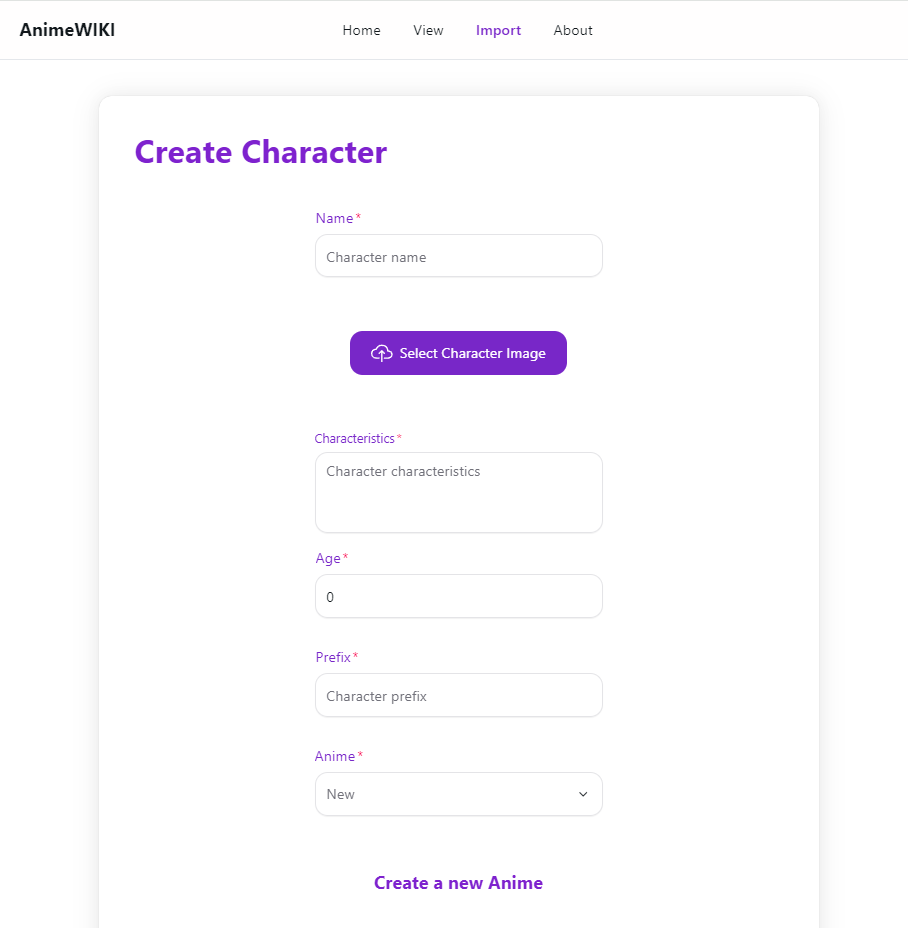 AnimeWIKI Home View Import About
Create Character
Name*
Character name
Select Character Image
Characteristics*
Character characteristics
Age*
0
Prefix*
Character prefix
Anime*
New
Create a new Anime